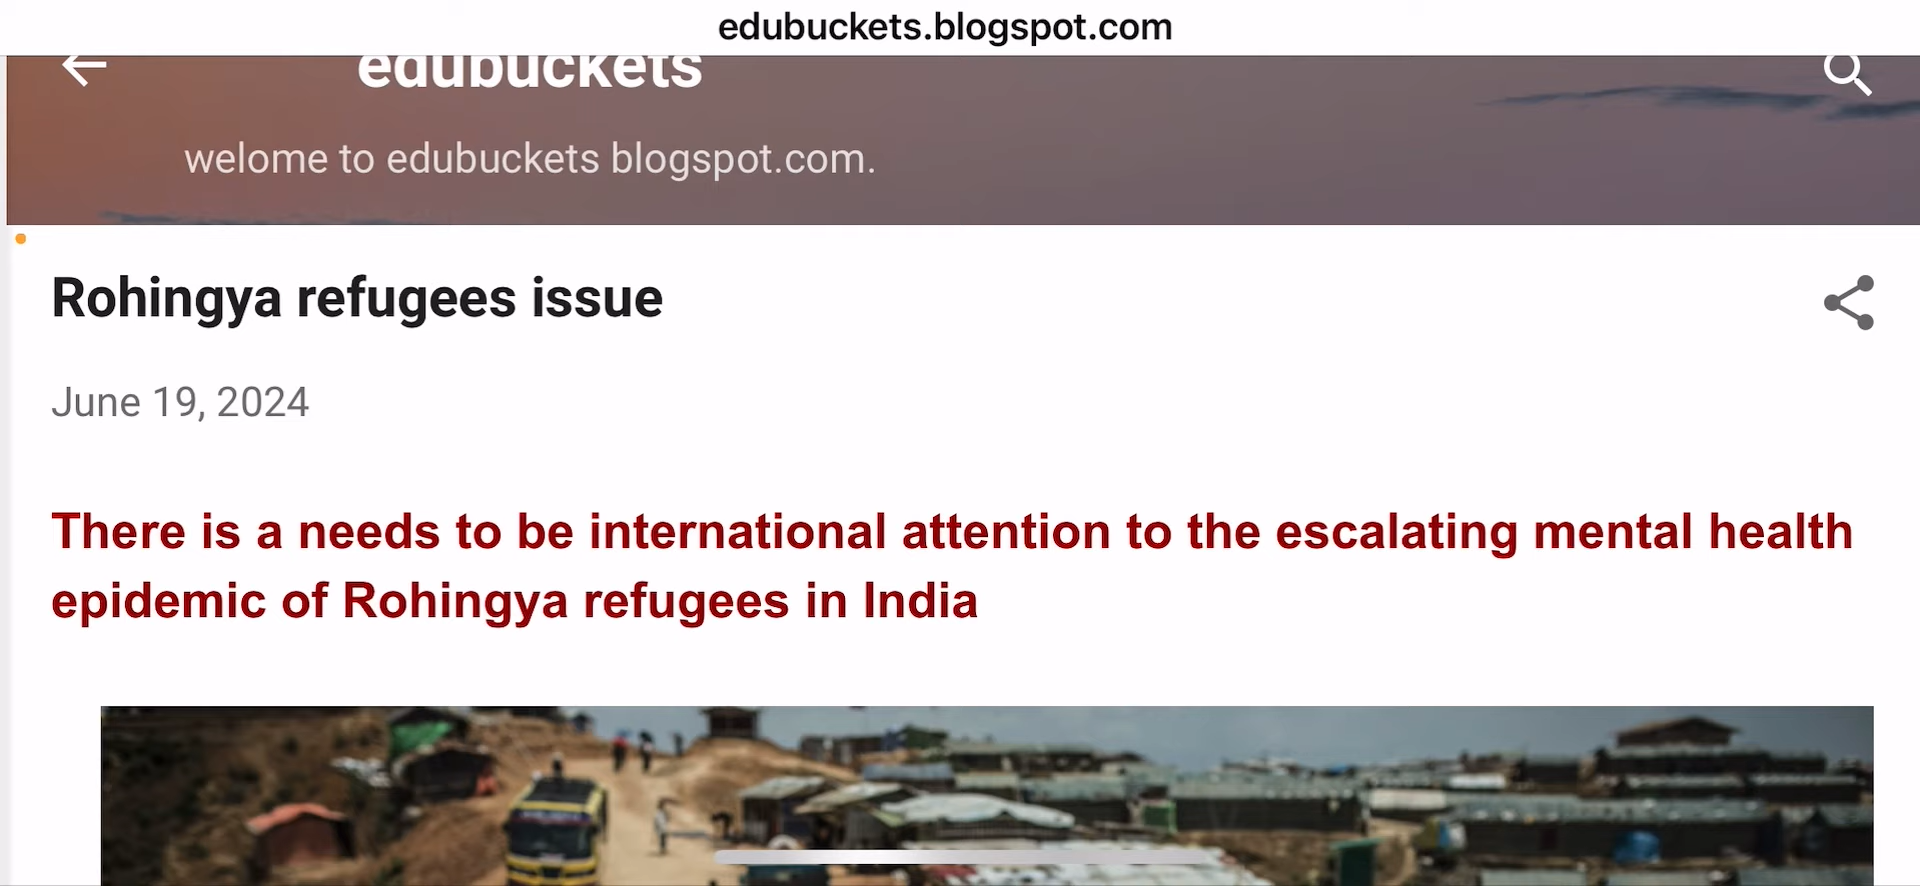 edubuckets.blogspot.com
edubuckets
welome to edubuckets blogspot.com.
Rohingya refugees issue
June 19, 2024
There is a needs to be international attention to the escalating mental health
epidemic of Rohingya refugees in India